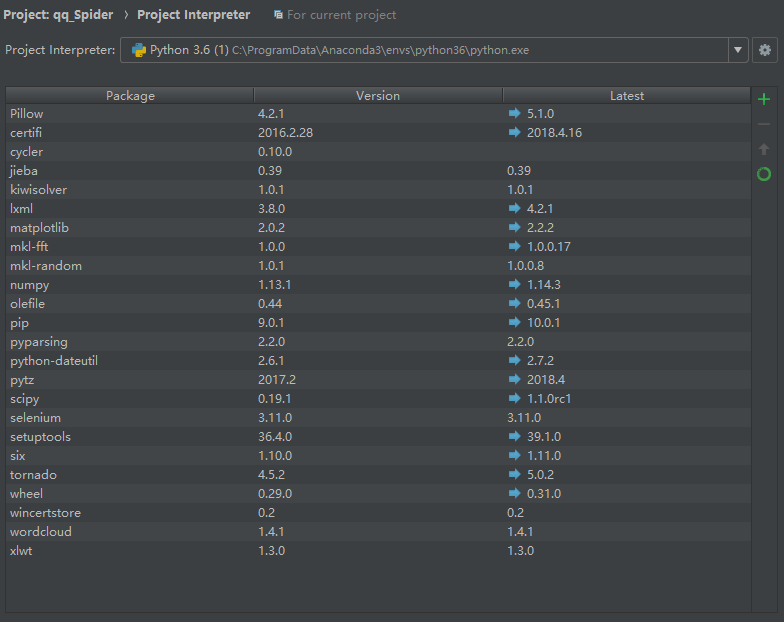 Project: qq_Spider › Project Interpreter For current project
Project Interpreter: Python 3.6 (1) C:\ProgramData\Anaconda3\envs\python36\python.exe
Package Version Latest
Pillow 4.2.1 5.1.0
certifi 2016.2.28 2018.4.16
cycler 0.10.0
jieba 0.39 0.39
kiwisolver 1.0.1 1.0.1
lxml 3.8.0 4.2.1
matplotlib 2.0.2 2.2.2
mkl-fft 1.0.0 1.0.0.17
mkl-random 1.0.1 1.0.0.8
numpy 1.13.1 1.14.3
olefile 0.44 0.45.1
pip 9.0.1 10.0.1
pyparsing 2.2.0 2.2.0
python-dateutil 2.6.1 2.7.2
pytz 2017.2 2018.4
scipy 0.19.1 1.1.0rc1
selenium 3.11.0 3.11.0
setuptools 36.4.0 39.1.0
six 1.10.0 1.11.0
tornado 4.5.2 5.0.2
wheel 0.29.0 0.31.0
wincertstore 0.2 0.2
wordcloud 1.4.1 1.4.1
xlwt 1.3.0 1.3.0